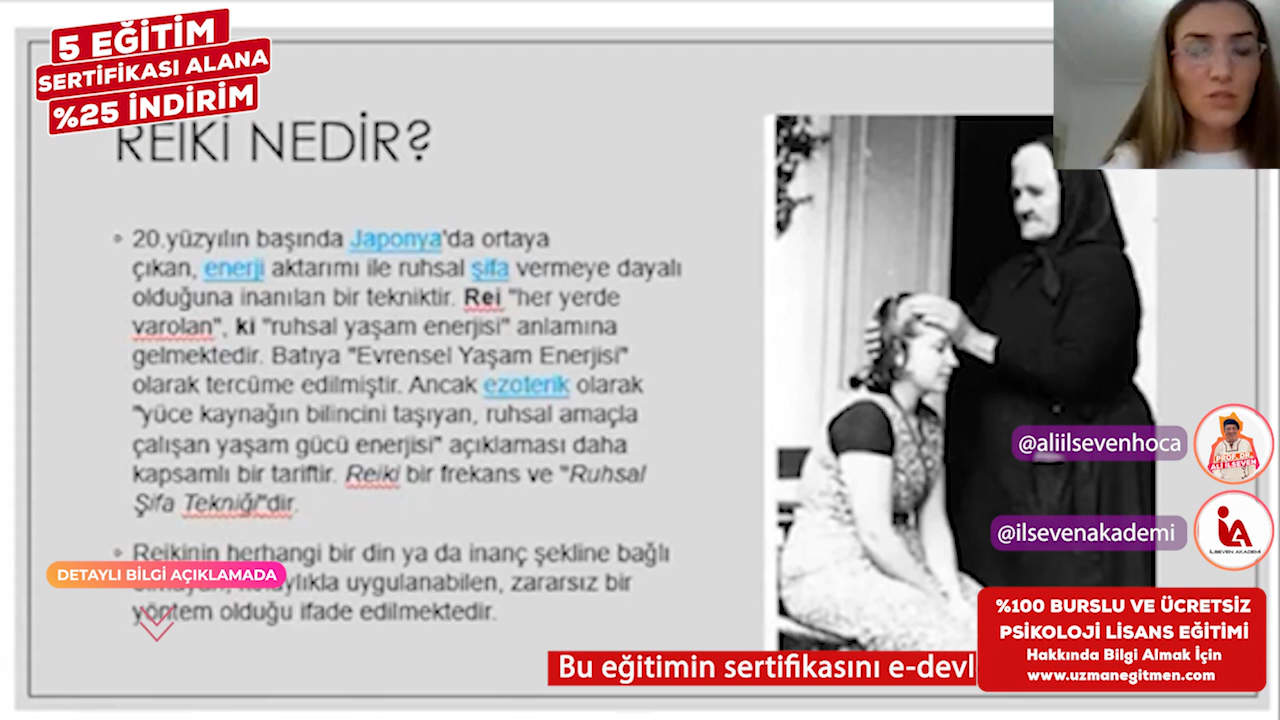 5 EĞİTİM
SERTİFİKASI ALANA
%25 İNDİRİM
REİKİ NEDİR?
20.yüzyılın başında Japonya'da ortaya
çıkan, enerji aktarımı ile ruhsal şifa vermeye dayalı
olduğuna inanılan bir tekniktir. Rei "her yerde
varolan", ki "ruhsal yaşam enerjisi" anlamına
gelmektedir. Batıya "Evrensel Yaşam Enerjisi"
olarak tercüme edilmiştir. Ancak ezoterik olarak
"yüce kaynağın bilincini taşıyan, ruhsal amaçla
çalışan yaşam gücü enerjisi" açıklaması daha
kapsamlı bir tariftir. Reiki bir frekans ve "Ruhsal
Şifa Tekniği"dir.
Reikinin herhangi bir din ya da inanç şekline bağlı
uygulanabilen, zararsız bir
yöntem olduğu ifade edilmektedir.
DETAYLI BİLGİ AÇIKLAMADA
@aliilsevenhoca
PROF. DR.
ALİ İLSEVEN
@ilsevenakademi
İLSEVEN AKADEMİ
%100 BURSLU VE ÜCRETSİZ
PSİKOLOJİ LİSANS EĞİTİMİ
Hakkında Bilgi Almak İçin
www.uzmanegitmen.com
Bu eğitimin sertifikasını e-devl